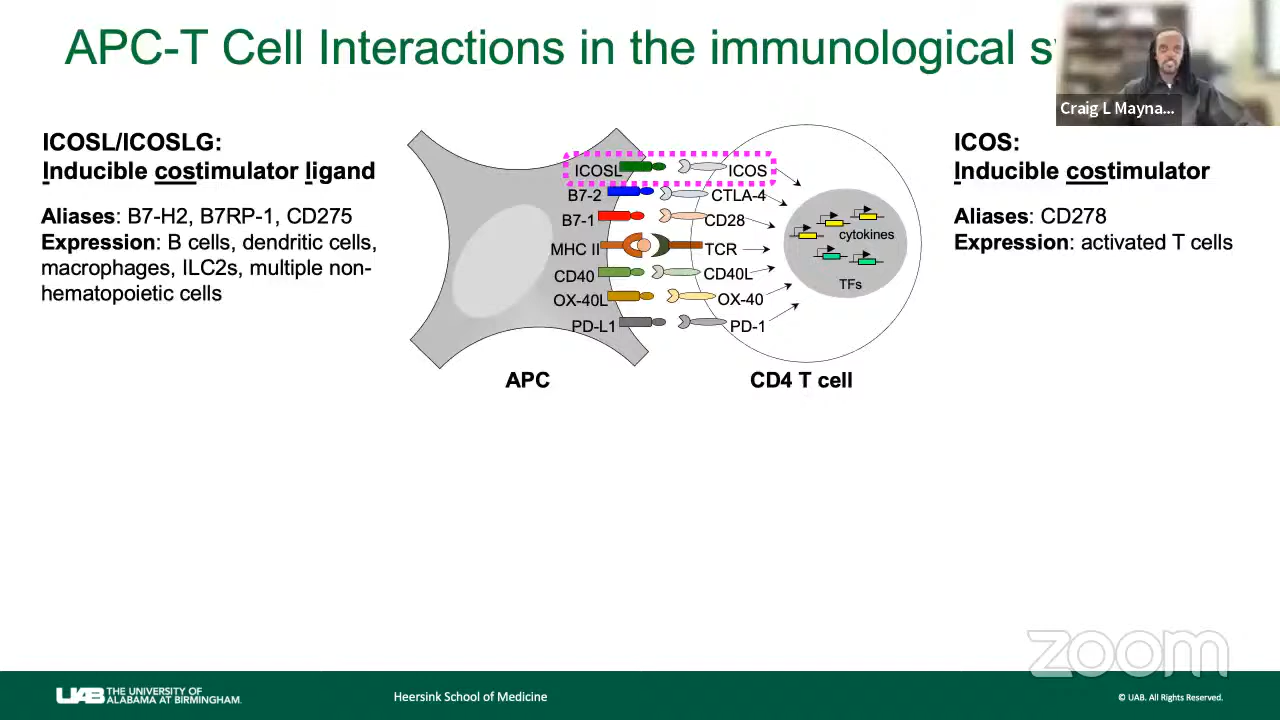 APC-T Cell Interactions in the immunological
Craig L Mayna...
ICOSL/ICOSLG:
Inducible costimulator ligand
Aliases: B7-H2, B7RP-1, CD275
Expression: B cells, dendritic cells,
macrophages, ILC2s, multiple non-
hematopoietic cells
ICOSL ICOS
B7-2 CTLA-4
B7-1 CD28
MHC II TCR
CD40 CD40L
OX-40L OX-40
PD-L1 PD-1
cytokines
TFs
APC
CD4 T cell
ICOS:
Inducible costimulator
Aliases: CD278
Expression: activated T cells
zoom
UAB THE UNIVERSITY OF
ALABAMA AT BIRMINGHAM.
Heersink School of Medicine
© UAB. All Rights Reserved.